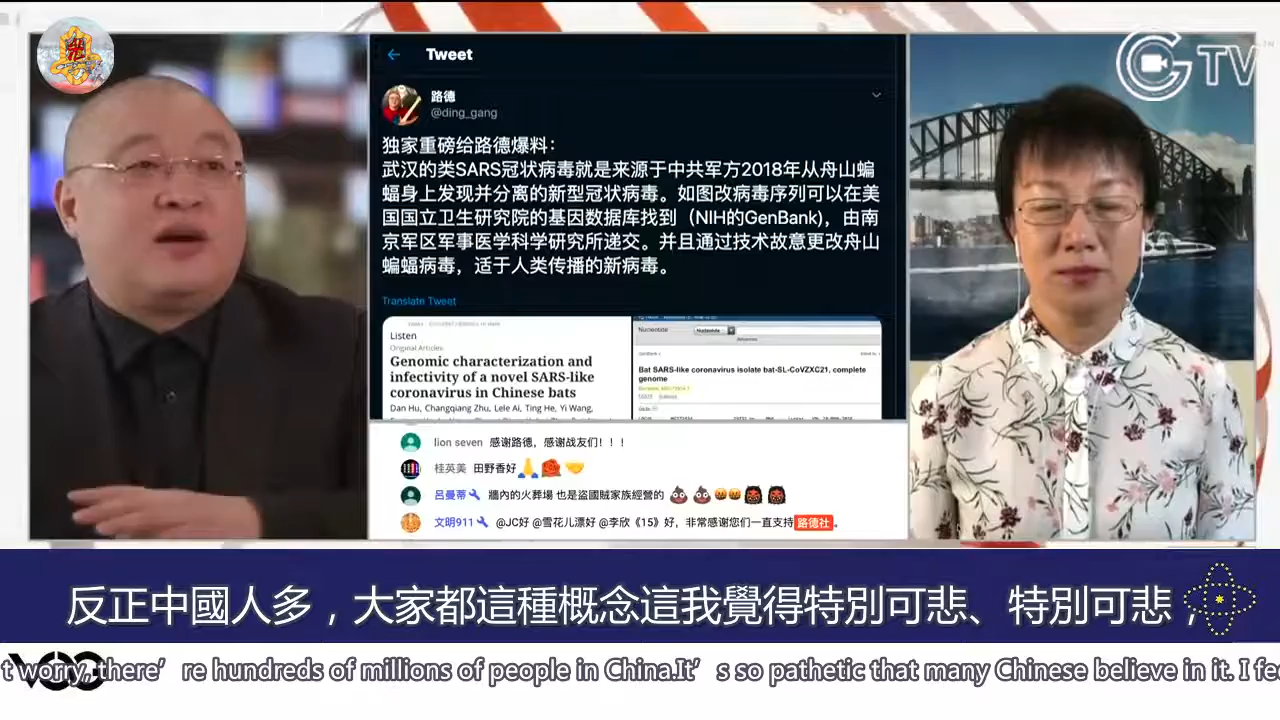 GTV
Tweet
路德
@ding_gang
独家重磅给路德爆料：
武汉的类SARS冠状病毒就是来源于中共军方2018年从舟山蝙
蝠身上发现并分离的新型冠状病毒。如图改病毒序列可以在美
国国立卫生研究院的基因数据库找到（NIH的GenBank)，由南
京军区军事医学科学研究所递交。并且通过技术故意更改舟山
蝙蝠病毒，适于人类传播的新病毒。
Translate Tweet
Listen
Original Articles
Genomic characterization and
infectivity of a novel SARS-like
coronavirus in Chinese bats
Dan Hu, Changqiang Zhu, Lele Ai, Ting He, Yi Wang,
Nucleotide
Nucleotide
Bat SARS-like coronavirus isolate bat-SL-CoVZXC21, complete
genome
lion seven 感谢路德，感谢战友们！！！
桂英美 田野香好🙏🌹🤝
呂曼蒂 牆內的火葬場 也是盜國賊家族經營的 💩💩🤬🤬👹👹
文明911 @JC好 @雪花儿漂好 @李欣《15》好，非常感谢您们一直支持路德社。
反正中國人多，大家都這種概念這我覺得特別可悲、特別可悲，
VOG
t worry, there’re hundreds of millions of people in China.It’s so pathetic that many Chinese believe in it. I fee